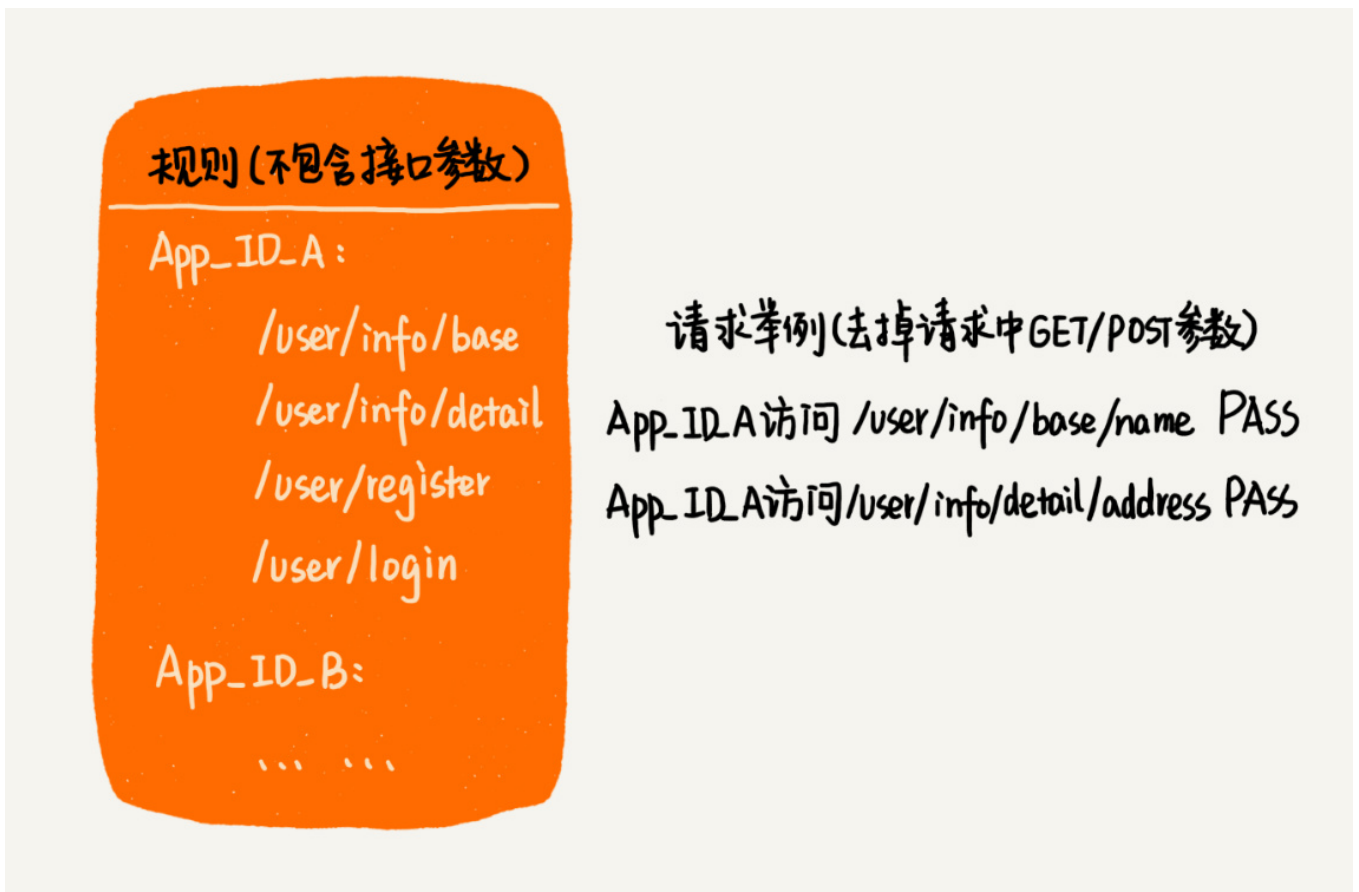 规则(不包含接口参数)
App_ID_A:
/user/info/base
/user/info/detail
/user/register
/user/login
App_ID_B:
... ...
请求举例(去掉请求中GET/POST参数)
App_ID_A访问 /user/info/base/name PASS
App_ID_A访问/user/info/detail/address PASS